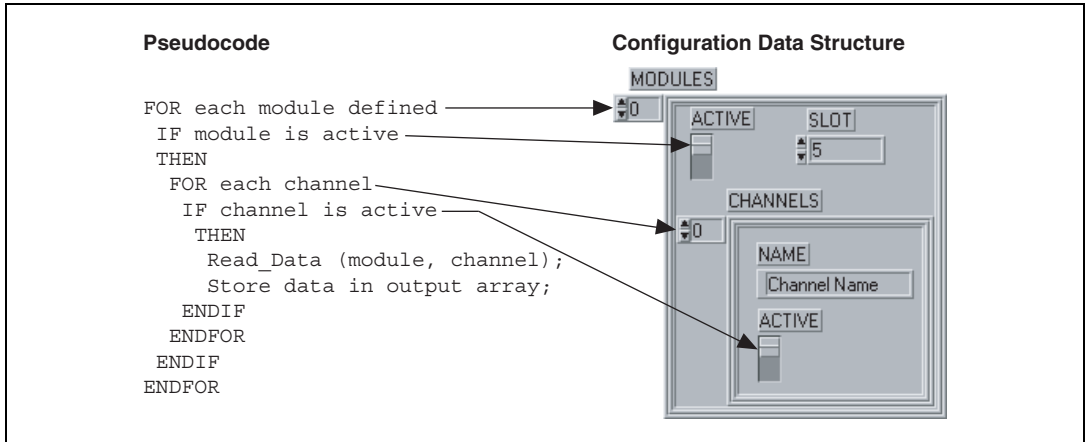 Pseudocode
FOR each module defined
IF module is active
THEN
FOR each channel
IF channel is active
THEN
Read_Data (module, channel);
Store data in output array;
ENDIF
ENDFOR
ENDIF
ENDFOR
Configuration Data Structure
MODULES
0
ACTIVE
SLOT
5
CHANNELS
0
NAME
Channel Name
ACTIVE